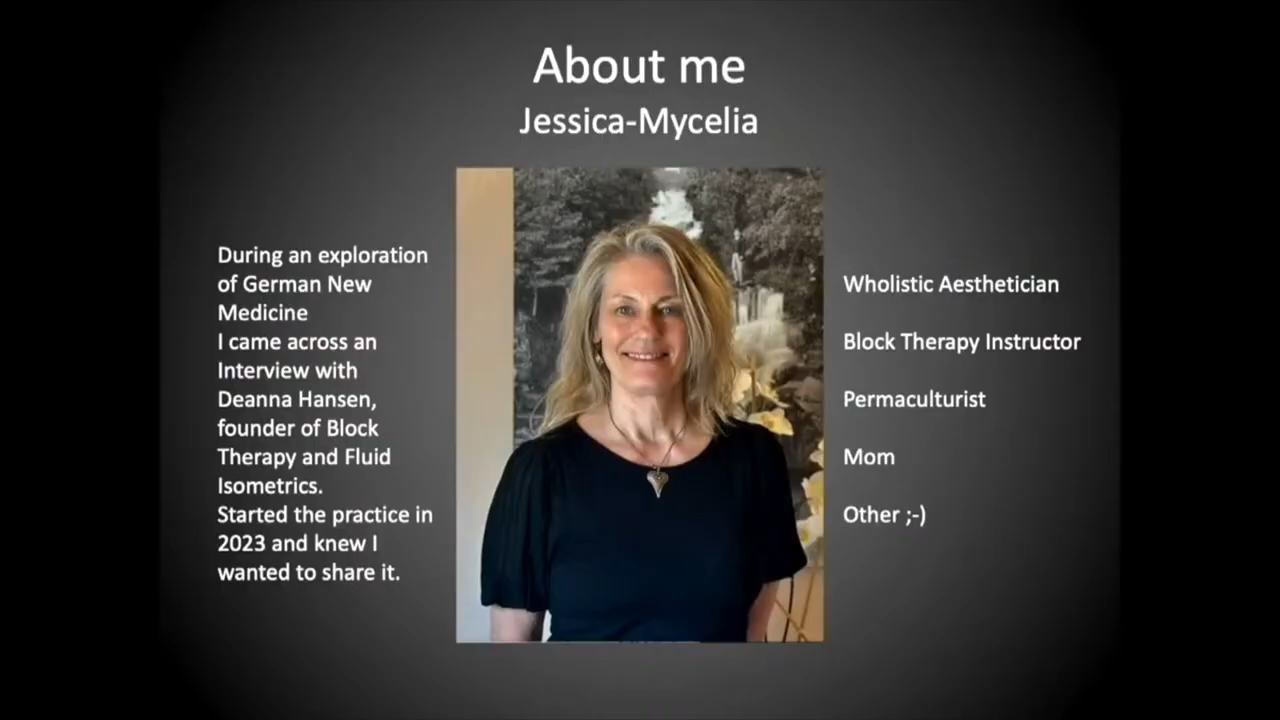 About me
Jessica-Mycelia
During an exploration
of German New
Medicine
I came across an
Interview with
Deanna Hansen,
founder of Block
Therapy and Fluid
Isometrics.
Started the practice in
2023 and knew I
wanted to share it.
Wholistic Aesthetician
Block Therapy Instructor
Permaculturist
Mom
Other ;-)